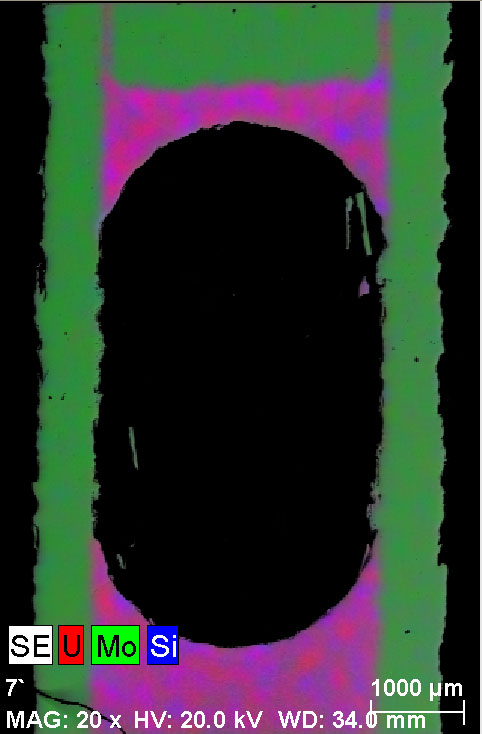 SE U Mo Si
7`
1000 µm
MAG: 20 x HV: 20.0 kV WD: 34.0 mm